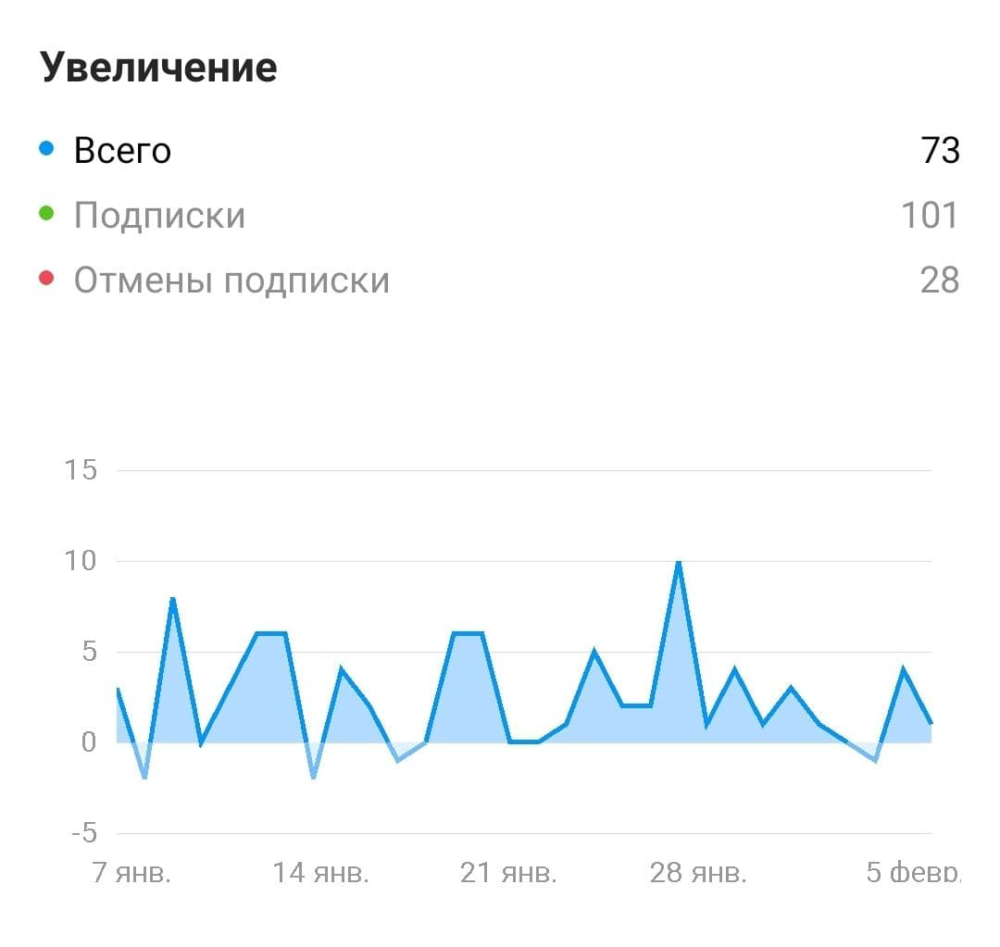 Увеличение
Всего 73
Подписки 101
Отмены подписки 28
15
10
5
0
-5
7 янв. 14 янв. 21 янв. 28 янв. 5 февр.